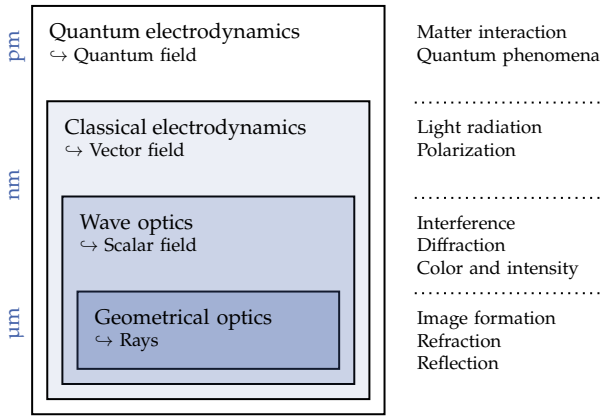 pm
Quantum electrodynamics
↪ Quantum field
Matter interaction
Quantum phenomena
Classical electrodynamics
↪ Vector field
Light radiation
Polarization
nm
Wave optics
↪ Scalar field
Interference
Diffraction
Color and intensity
µm
Geometrical optics
↪ Rays
Image formation
Refraction
Reflection